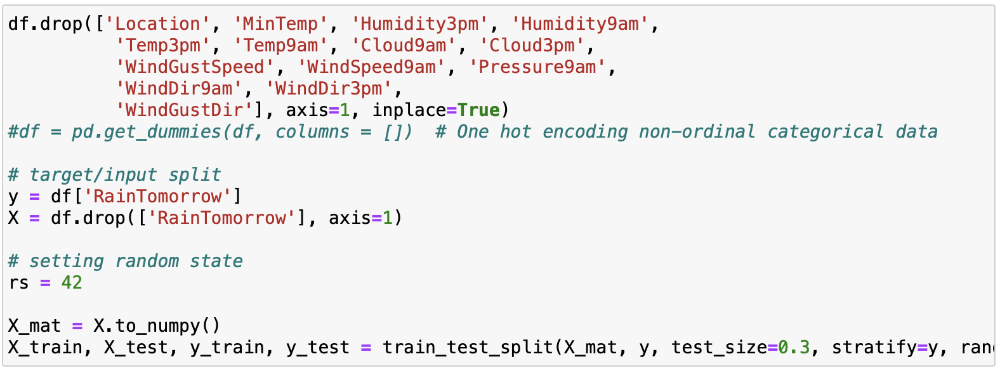 df.drop(['Location', 'MinTemp', 'Humidity3pm', 'Humidity9am',
'Temp3pm', 'Temp9am', 'Cloud9am', 'Cloud3pm',
'WindGustSpeed', 'WindSpeed9am', 'Pressure9am',
'WindDir9am', 'WindDir3pm',
'WindGustDir'], axis=1, inplace=True)
#df = pd.get_dummies(df, columns = [])  # One hot encoding non-ordinal categorical data
# target/input split
y = df['RainTomorrow']
X = df.drop(['RainTomorrow'], axis=1)
# setting random state
rs = 42
X_mat = X.to_numpy()
X_train, X_test, y_train, y_test = train_test_split(X_mat, y, test_size=0.3, stratify=y,